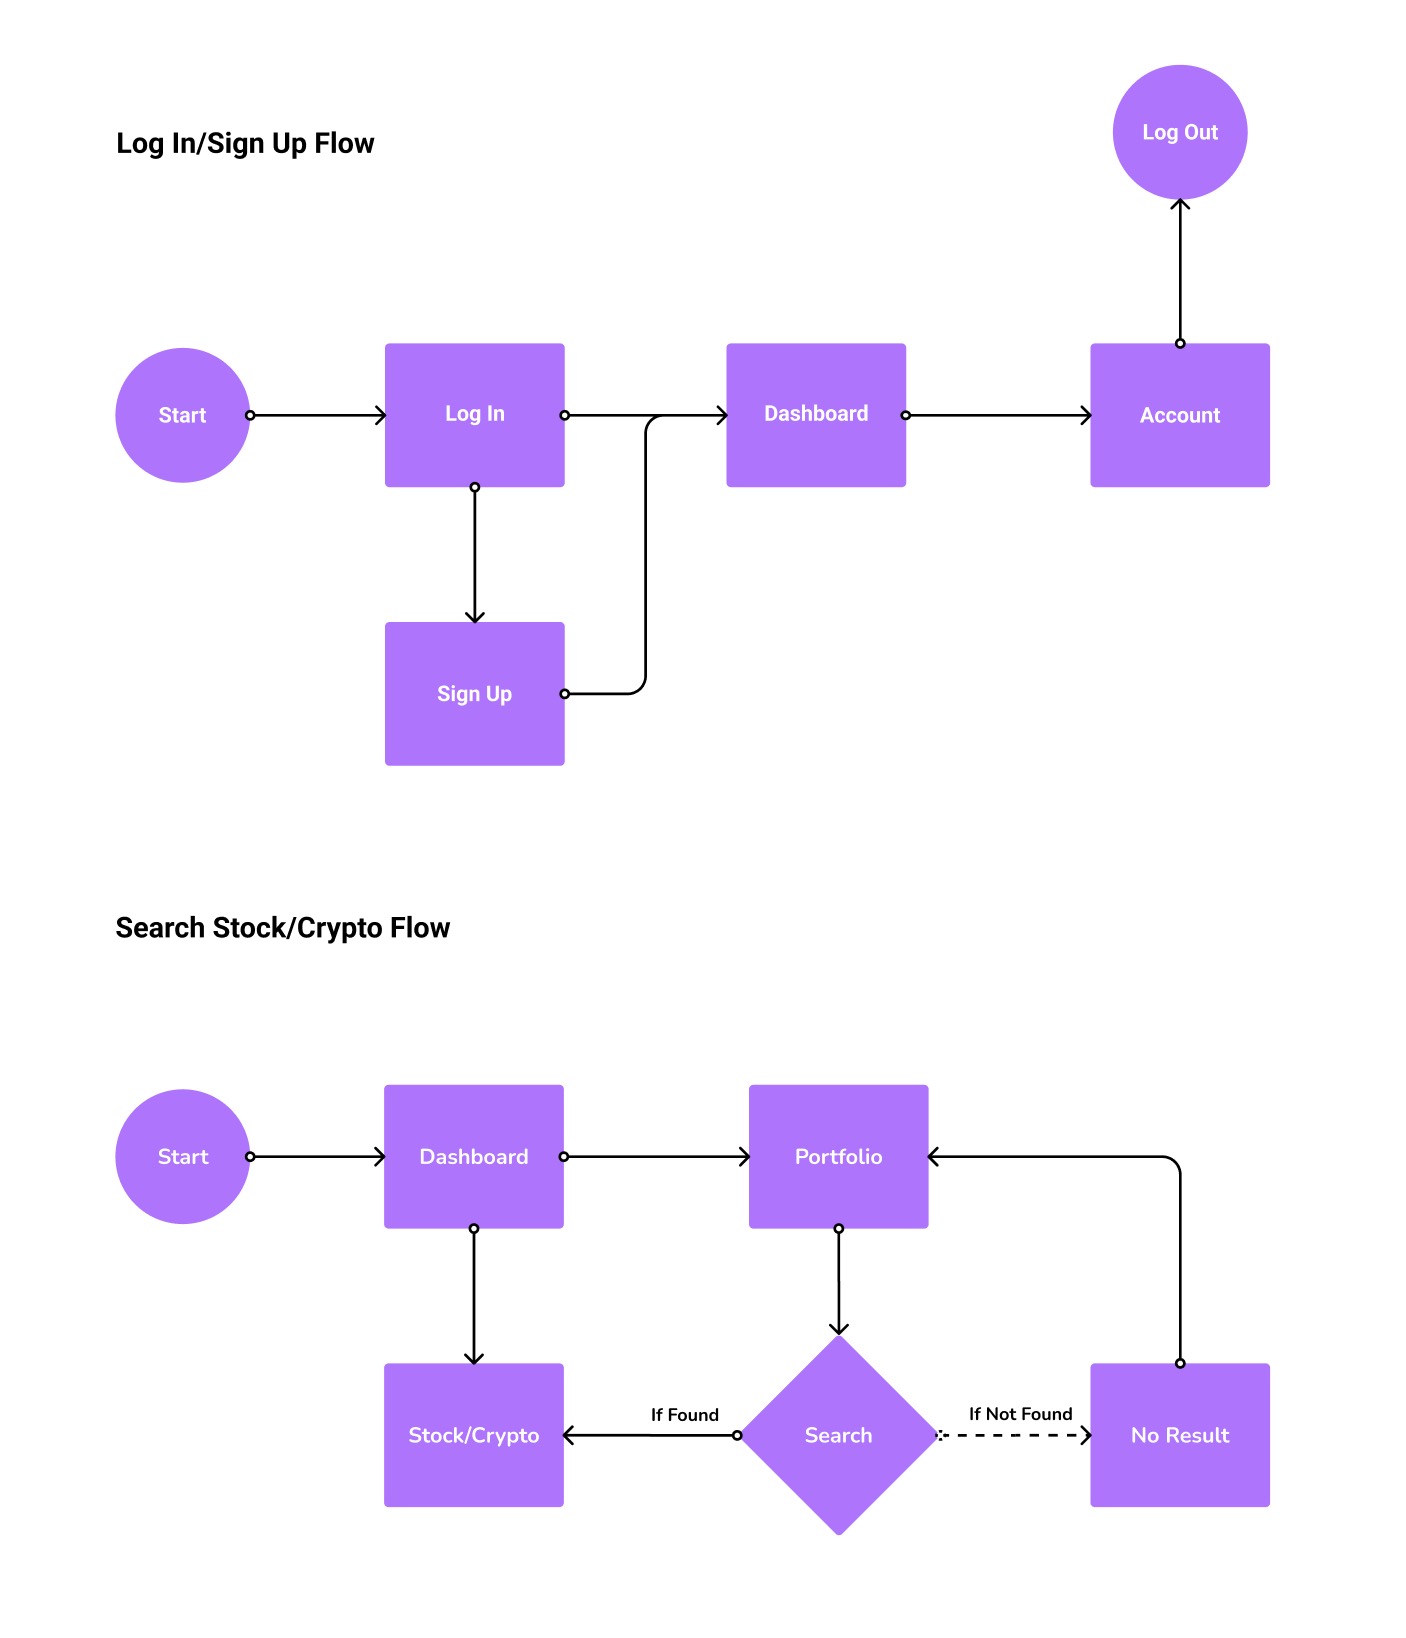 Log Out
Log In/Sign Up Flow
Start
Log In
Dashboard
Account
Sign Up
Search Stock/Crypto Flow
Start
Dashboard
Portfolio
If Found
If Not Found
Stock/Crypto
Search
No Result